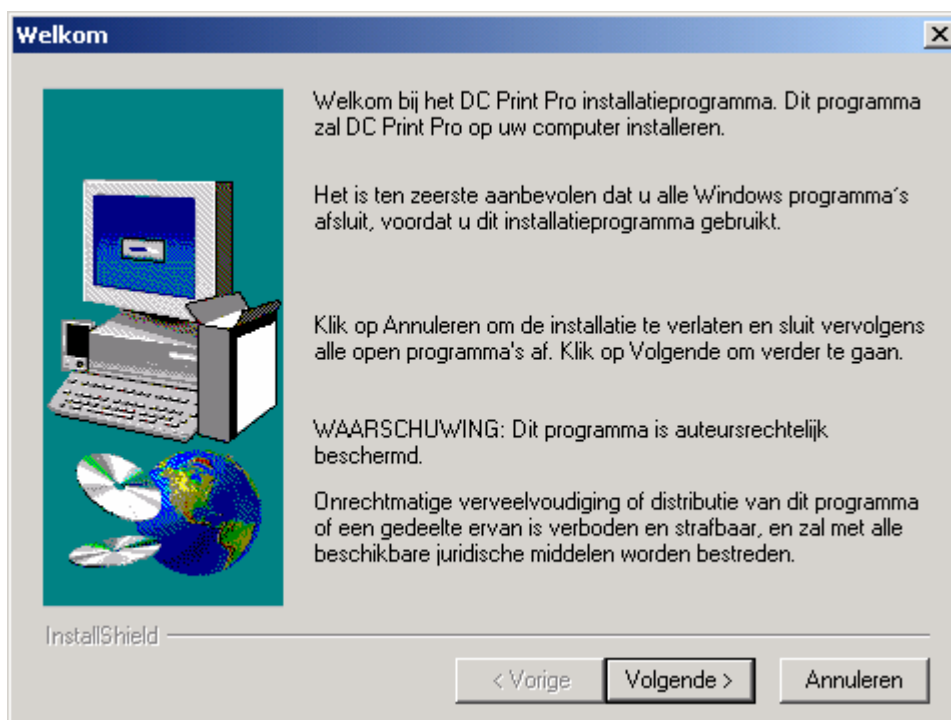 Welkom
Welkom bij het DC Print Pro installatieprogramma. Dit programma
zal DC Print Pro op uw computer installeren.
Het is ten zeerste aanbevolen dat u alle Windows programma´s
afsluit, voordat u dit installatieprogramma gebruikt.
Klik op Annuleren om de installatie te verlaten en sluit vervolgens
alle open programma's af. Klik op Volgende om verder te gaan.
WAARSCHUWING: Dit programma is auteursrechtelijk
beschermd.
Onrechtmatige verveelvoudiging of distributie van dit programma
of een gedeelte ervan is verboden en strafbaar, en zal met alle
beschikbare juridische middelen worden bestreden.
InstallShield
< Vorige Volgende > Annuleren